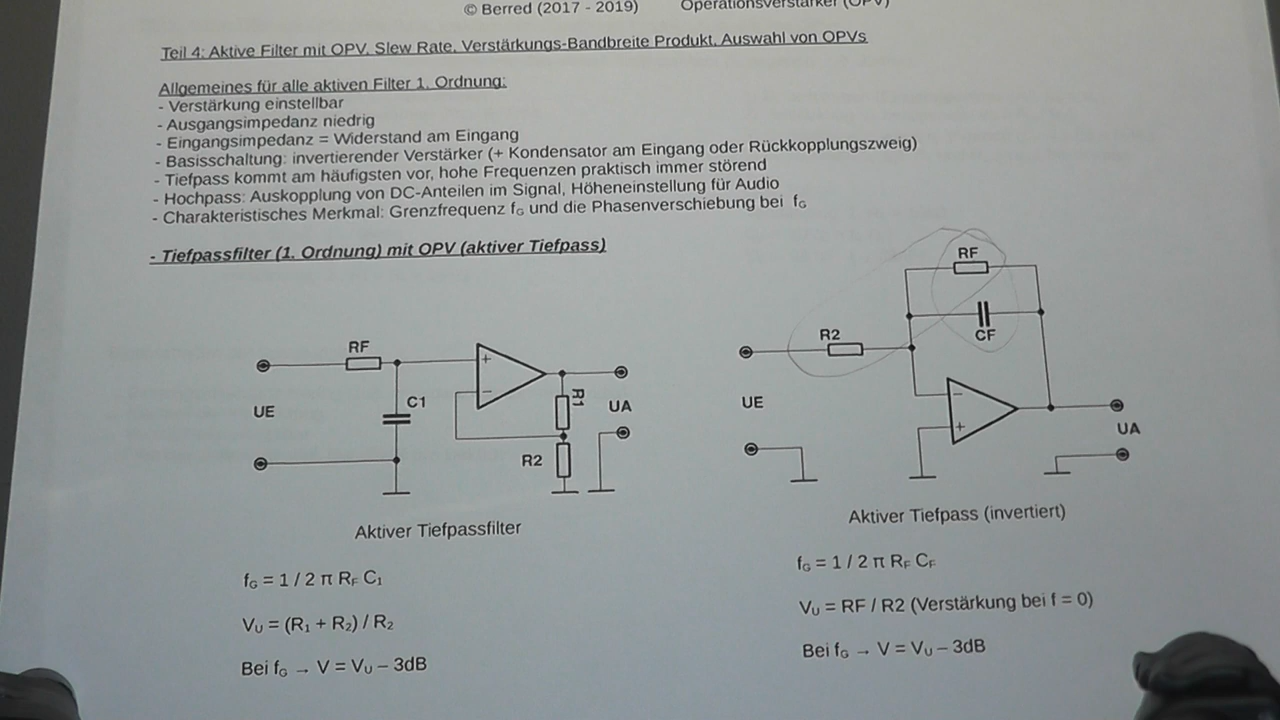 © Berred (2017 - 2019) Operationsverstärker (OPV)
Teil 4: Aktive Filter mit OPV, Slew Rate, Verstärkungs-Bandbreite Produkt, Auswahl von OPVs
Allgemeines für alle aktiven Filter 1. Ordnung:
- Verstärkung einstellbar
- Ausgangsimpedanz niedrig
- Eingangsimpedanz = Widerstand am Eingang
- Basisschaltung: invertierender Verstärker (+ Kondensator am Eingang oder Rückkopplungszweig)
- Tiefpass kommt am häufigsten vor, hohe Frequenzen praktisch immer störend
- Hochpass: Auskopplung von DC-Anteilen im Signal, Höheneinstellung für Audio
- Charakteristisches Merkmal: Grenzfrequenz fG und die Phasenverschiebung bei fG
- Tiefpassfilter (1. Ordnung) mit OPV (aktiver Tiefpass)
RF
C1
UE
+
-
R1
UA
R2
RF
CF
R2
UE
-
+
UA
Aktiver Tiefpassfilter
fG = 1 / 2 π RF C1
VU = (R1 + R2) / R2
Bei fG → V = VU – 3dB
Aktiver Tiefpass (invertiert)
fG = 1 / 2 π RF CF
VU = RF / R2 (Verstärkung bei f = 0)
Bei fG → V = VU – 3dB